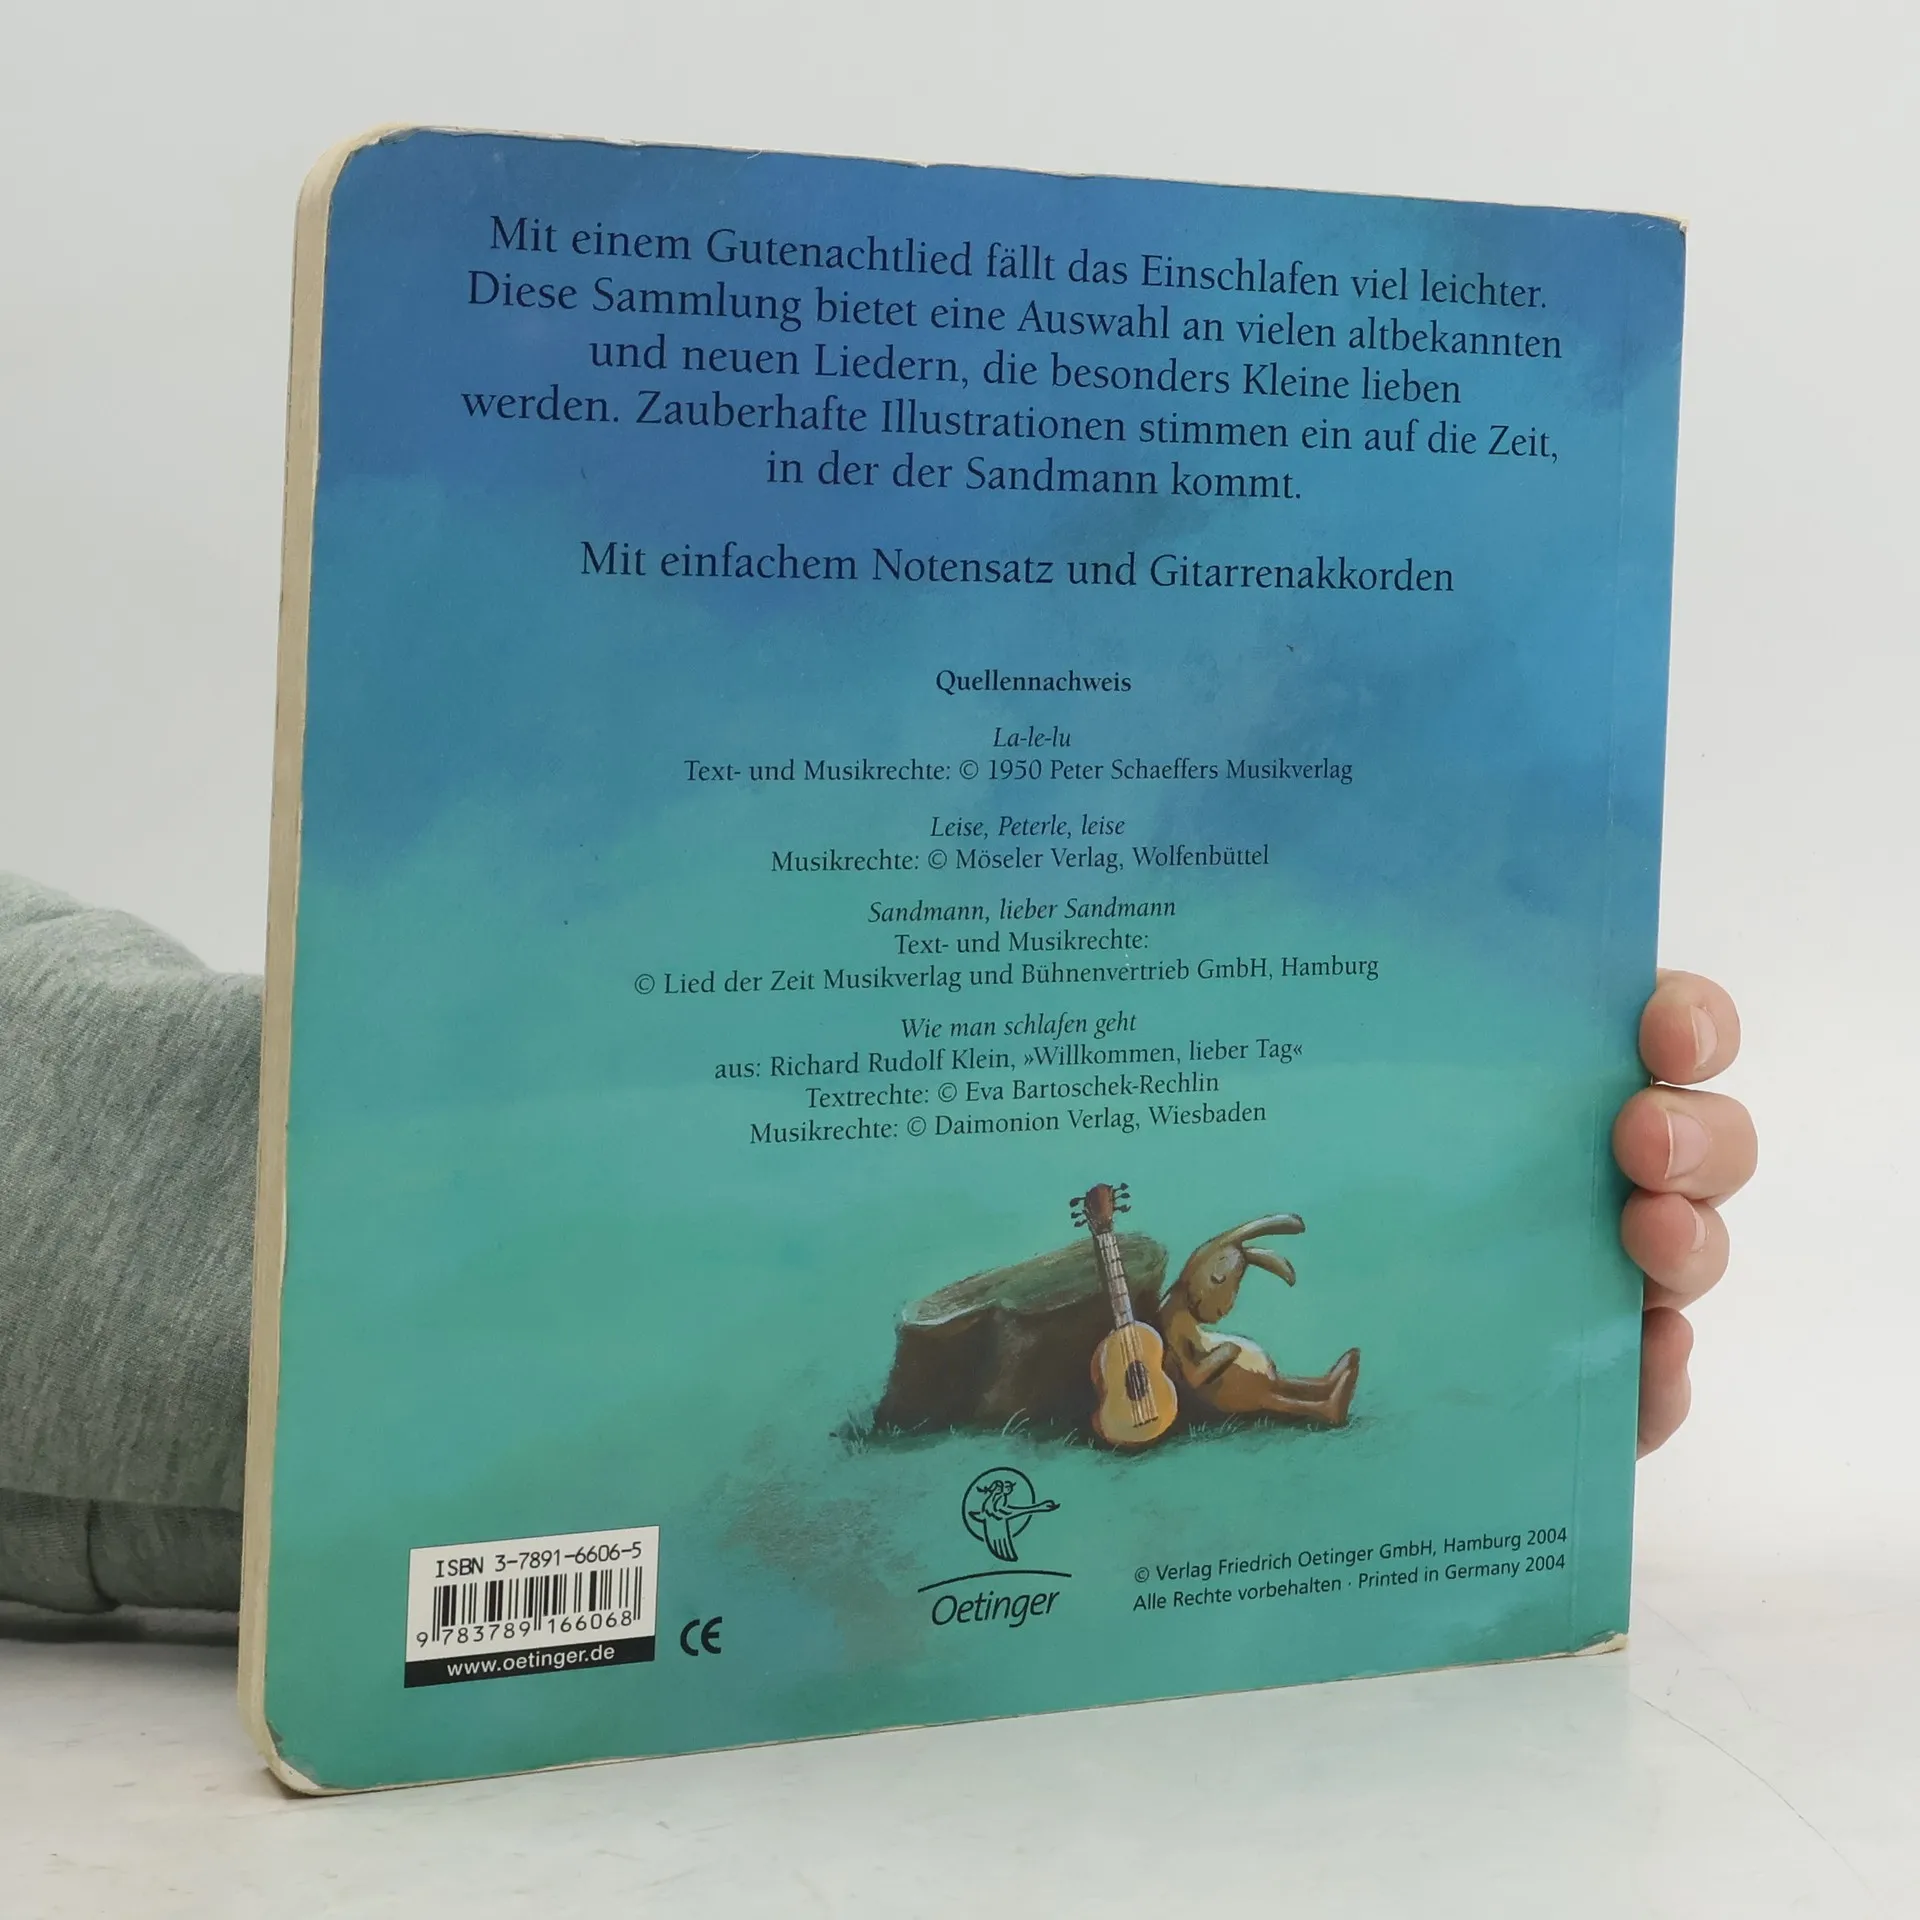 Mit einem Gutenachtlied fällt das Einschlafen viel leichter.
Diese Sammlung bietet eine Auswahl an vielen altbekannten
und neuen Liedern, die besonders Kleine lieben
werden. Zauberhafte Illustrationen stimmen ein auf die Zeit,
in der der Sandmann kommt.
Mit einfachem Notensatz und Gitarrenakkorden
Quellennachweis
La-le-lu
Text- und Musikrechte: © 1950 Peter Schaeffers Musikverlag
Leise, Peterle, leise
Musikrechte: © Möseler Verlag, Wolfenbüttel
Sandmann, lieber Sandmann
Text- und Musikrechte:
© Lied der Zeit Musikverlag und Bühnenvertrieb GmbH, Hamburg
Wie man schlafen geht
aus: Richard Rudolf Klein, »Willkommen, lieber Tag«
Textrechte: © Eva Bartoschek-Rechlin
Musikrechte: © Daimonion Verlag, Wiesbaden
ISBN 3-7891-6606-5
9 783789 166068
www.oetinger.de
CE
Oetinger
© Verlag Friedrich Oetinger GmbH, Hamburg 2004
Alle Rechte vorbehalten · Printed in Germany 2004